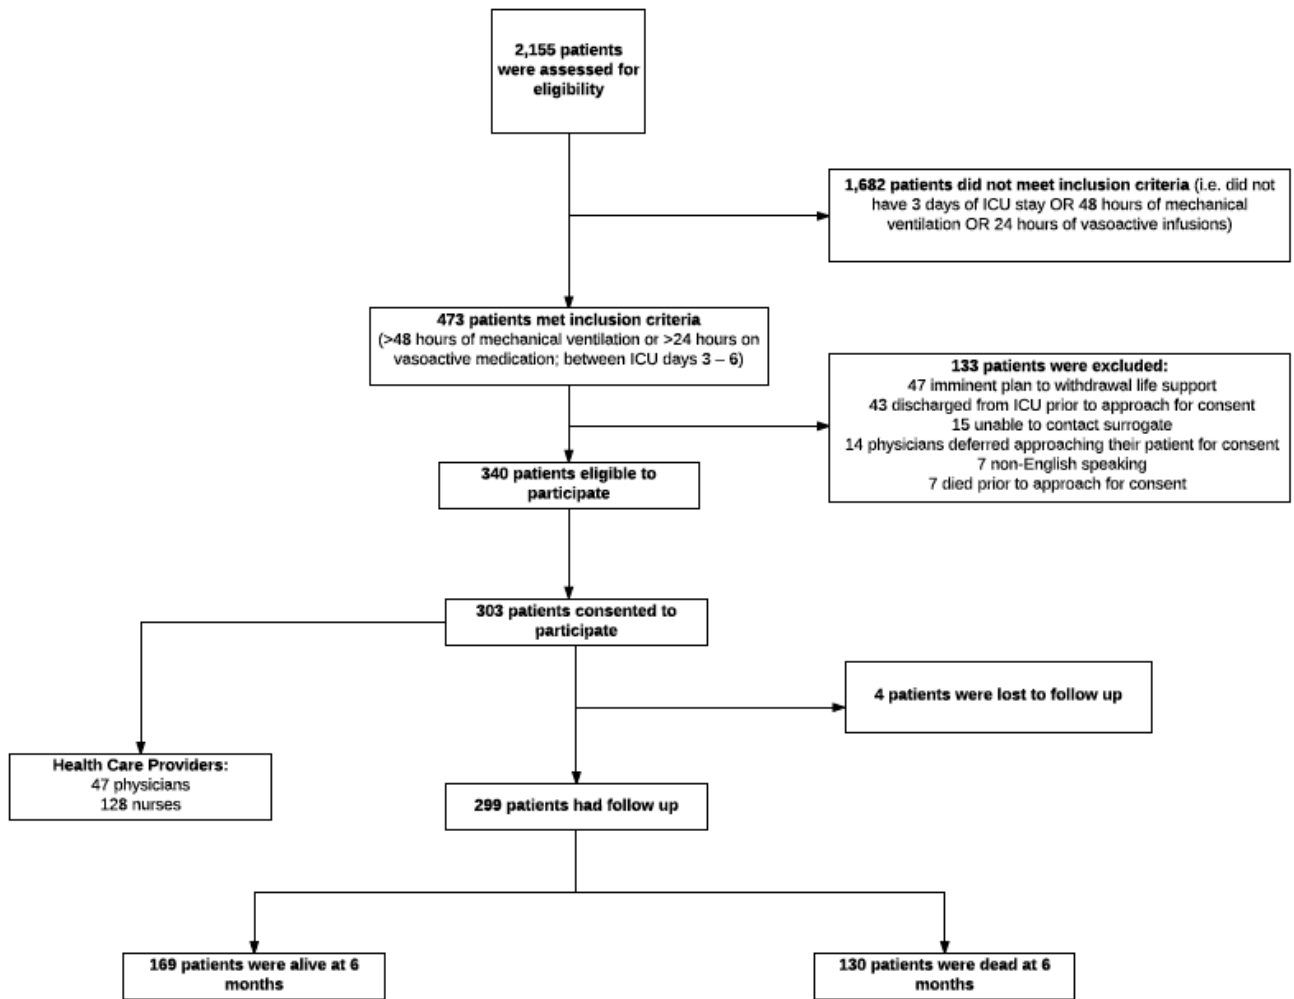 2,155 patients
were assessed for
eligibility
1,682 patients did not meet inclusion criteria (i.e. did not
have 3 days of ICU stay OR 48 hours of mechanical
ventilation OR 24 hours of vasoactive infusions)
473 patients met inclusion criteria
(>48 hours of mechanical ventilation or >24 hours on
vasoactive medication; between ICU days 3 – 6)
133 patients were excluded:
47 imminent plan to withdrawal life support
43 discharged from ICU prior to approach for consent
15 unable to contact surrogate
14 physicians deferred approaching their patient for consent
7 non-English speaking
7 died prior to approach for consent
340 patients eligible to
participate
303 patients consented to
participate
4 patients were lost to follow up
Health Care Providers:
47 physicians
128 nurses
299 patients had follow up
169 patients were alive at 6
months
130 patients were dead at 6
months